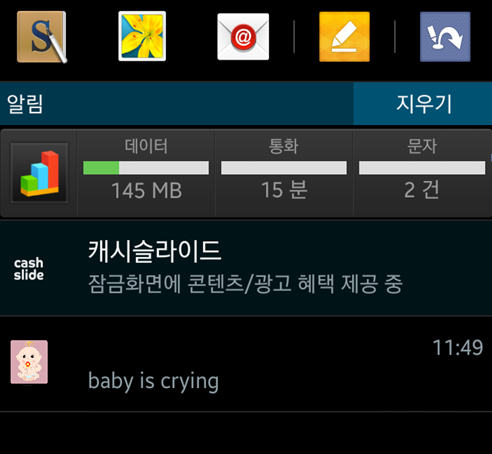 S
@
알림 지우기
데이터 통화 문자
145 MB 15 분 2 건
cash
slide
캐시슬라이드
잠금화면에 콘텐츠/광고 혜택 제공 중
11:49
baby is crying